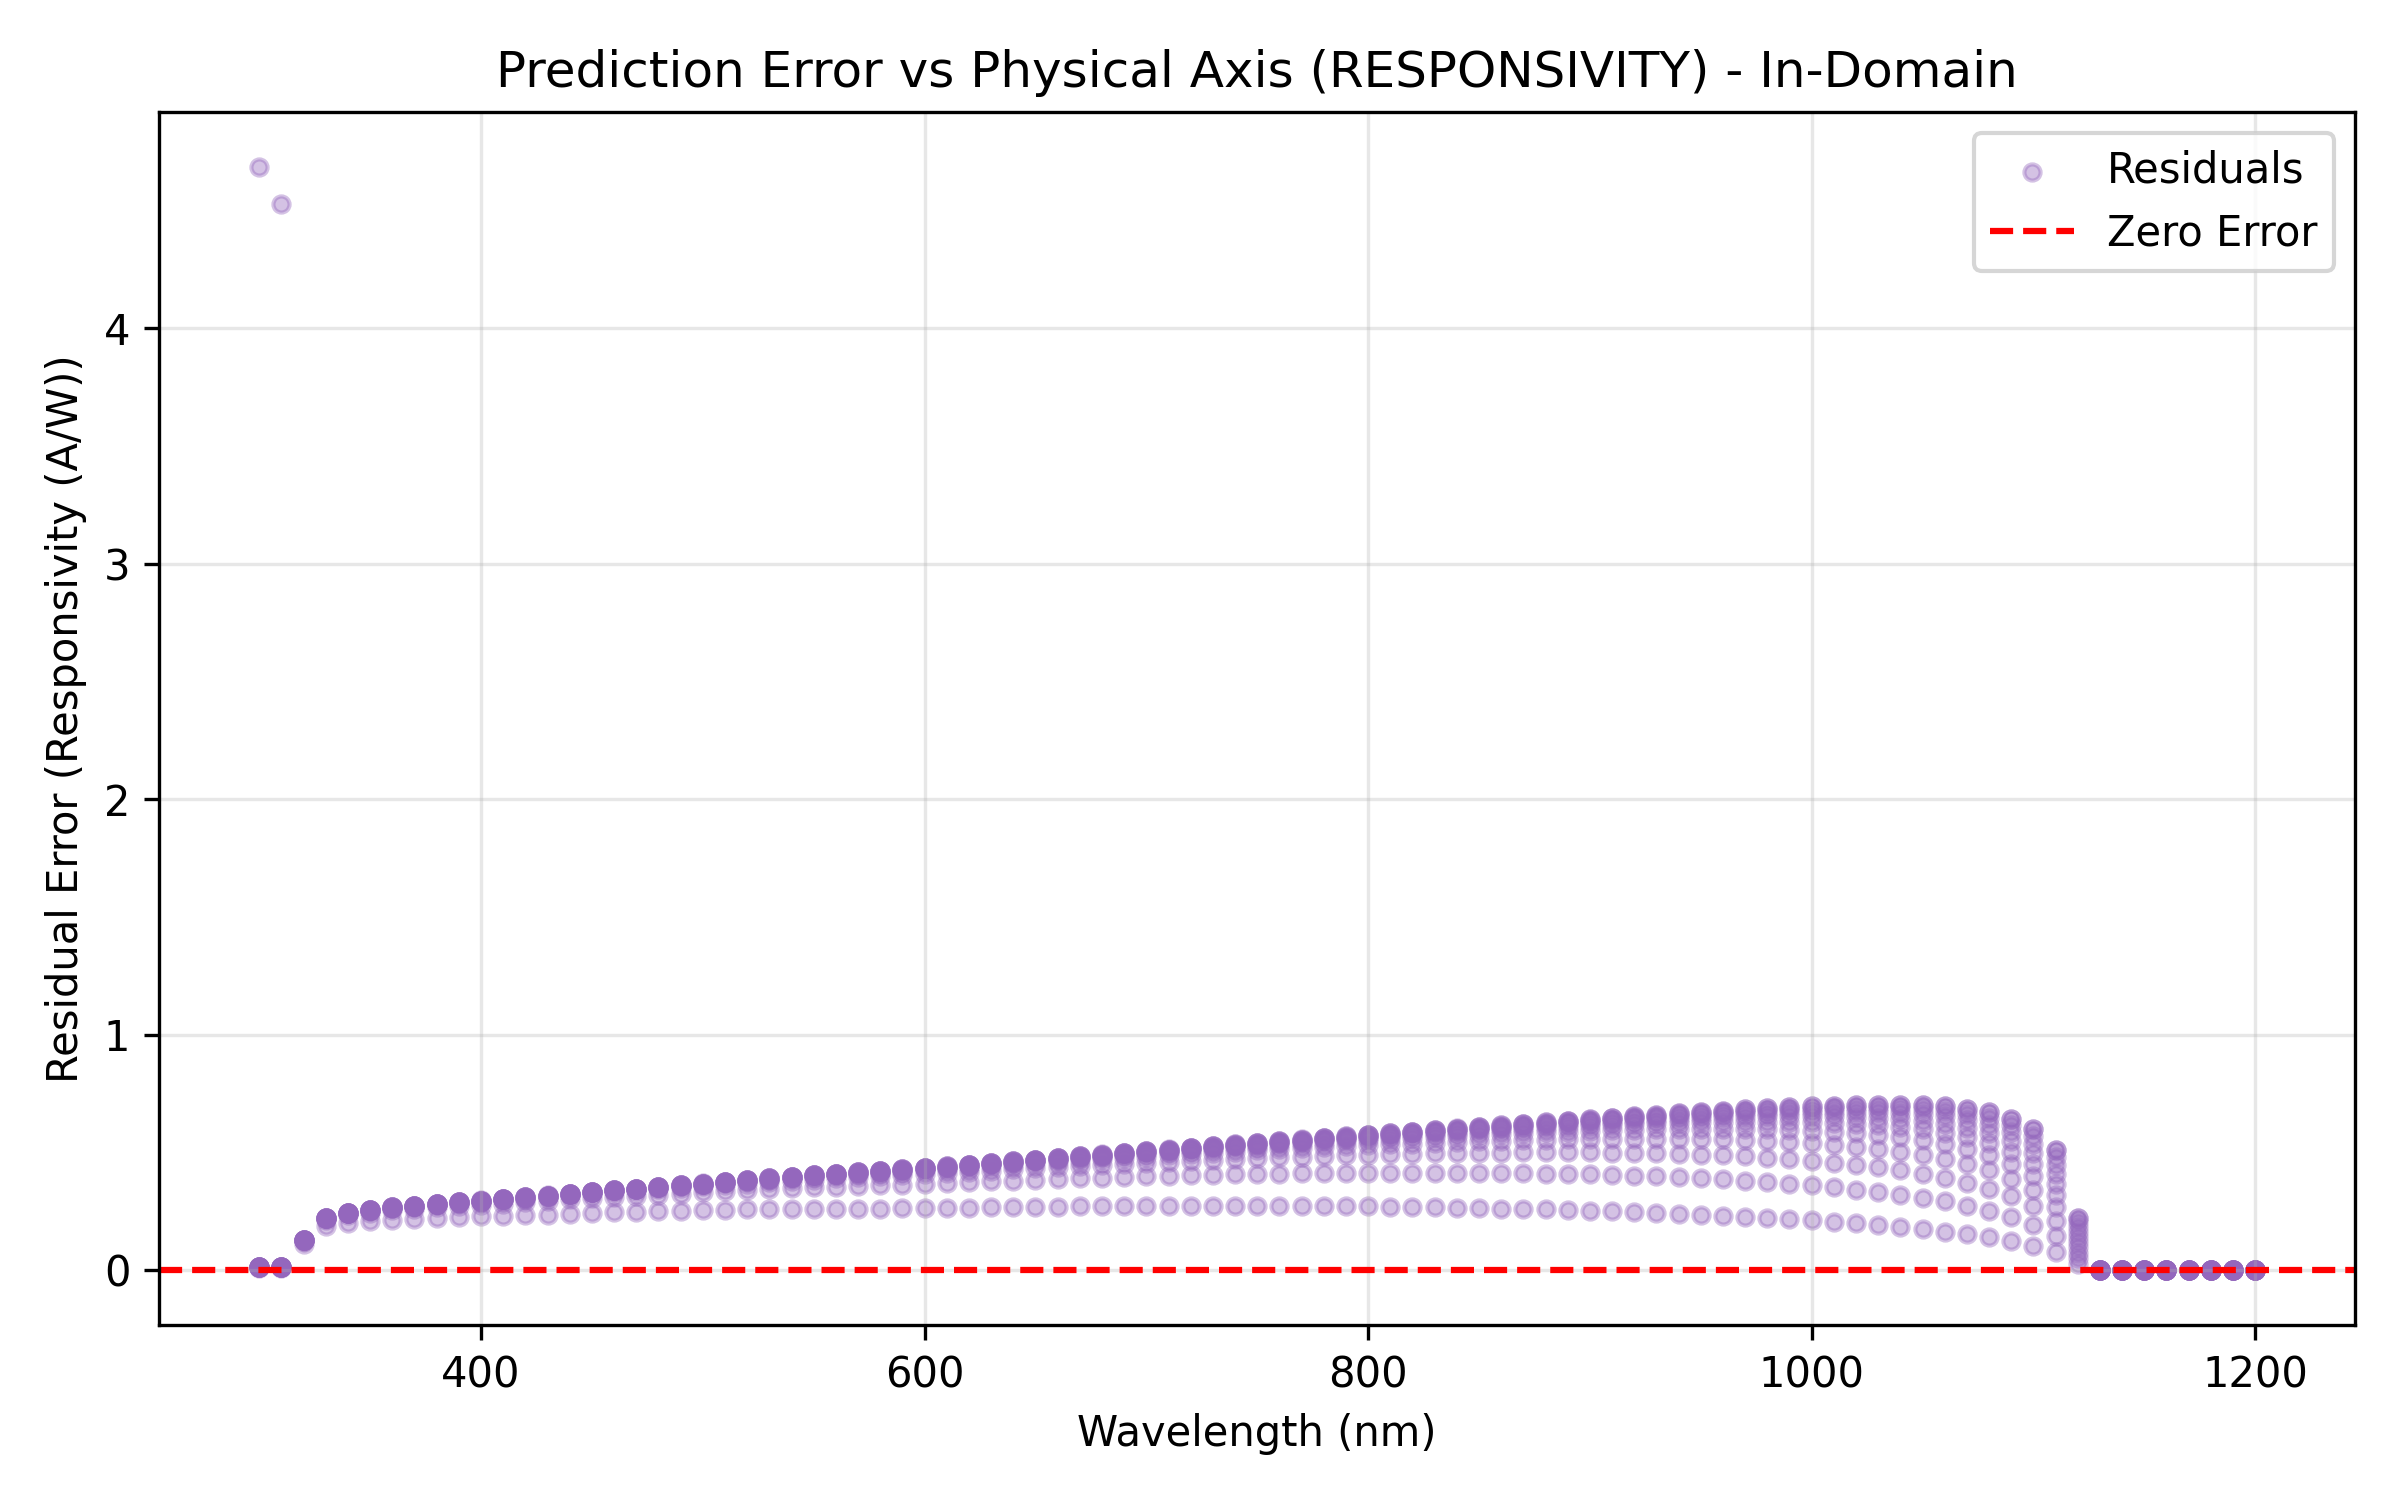 Prediction Error vs Physical Axis (RESPONSIVITY) - In-Domain
Residuals
Zero Error
Residual Error (Responsivity (A/W))
4
3
2
1
0
400
600
800
1000
1200
Wavelength (nm)